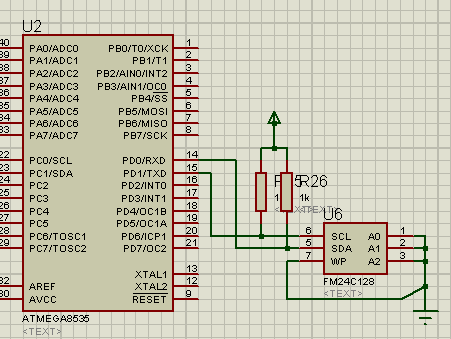 U2
40 PA0/ADC0 PB0/T0/XCK 1
39 PA1/ADC1 PB1/T1 2
38 PA2/ADC2 PB2/AIN0/INT2 3
37 PA3/ADC3 PB3/AIN1/OC0 4
36 PA4/ADC4 PB4/SS 5
35 PA5/ADC5 PB5/MOSI 6
34 PA6/ADC6 PB6/MISO 7
33 PA7/ADC7 PB7/SCK 8
22 PC0/SCL PD0/RXD 14
23 PC1/SDA PD1/TXD 15
24 PC2 PD2/INT0 16
25 PC3 PD3/INT1 17
26 PC4 PD4/OC1B 18
27 PC5 PD5/OC1A 19
28 PC6/TOSC1 PD6/ICP1 20
29 PC7/TOSC2 PD7/OC2 21
XTAL1 13
32 AREF XTAL2 12
30 AVCC RESET 9
ATMEGA8535
<TEXT>
R26
1k
<TEXT>
U6
6 SCL A0 1
5 SDA A1 2
7 WP A2 3
FM24C128
<TEXT>